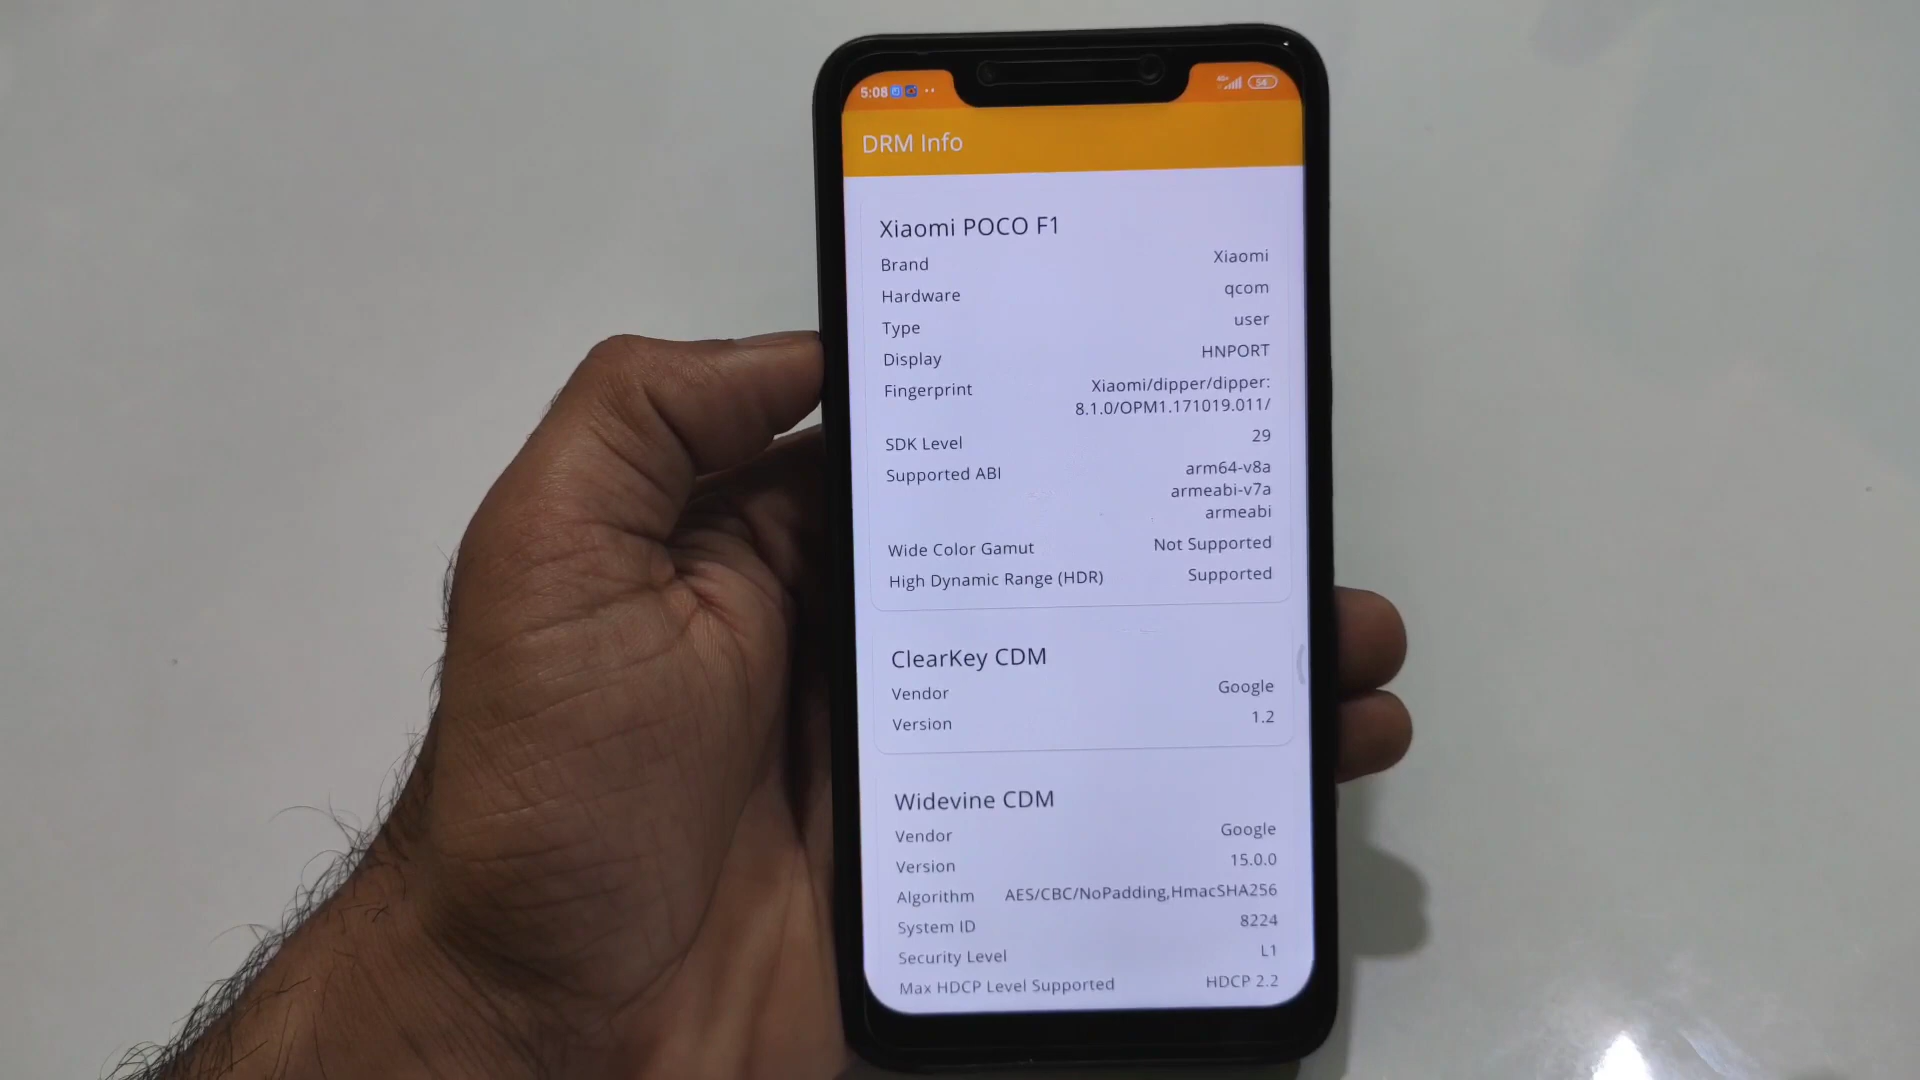 5:08 4G+ 54
DRM Info
Xiaomi POCO F1
Brand Xiaomi
Hardware qcom
Type user
Display HNPORT
Fingerprint Xiaomi/dipper/dipper:
8.1.0/OPM1.171019.011/
SDK Level 29
Supported ABI arm64-v8a
armeabi-v7a
armeabi
Wide Color Gamut Not Supported
High Dynamic Range (HDR) Supported
ClearKey CDM
Vendor Google
Version 1.2
Widevine CDM
Vendor Google
Version 15.0.0
Algorithm AES/CBC/NoPadding,HmacSHA256
System ID 8224
Security Level L1
Max HDCP Level Supported HDCP 2.2